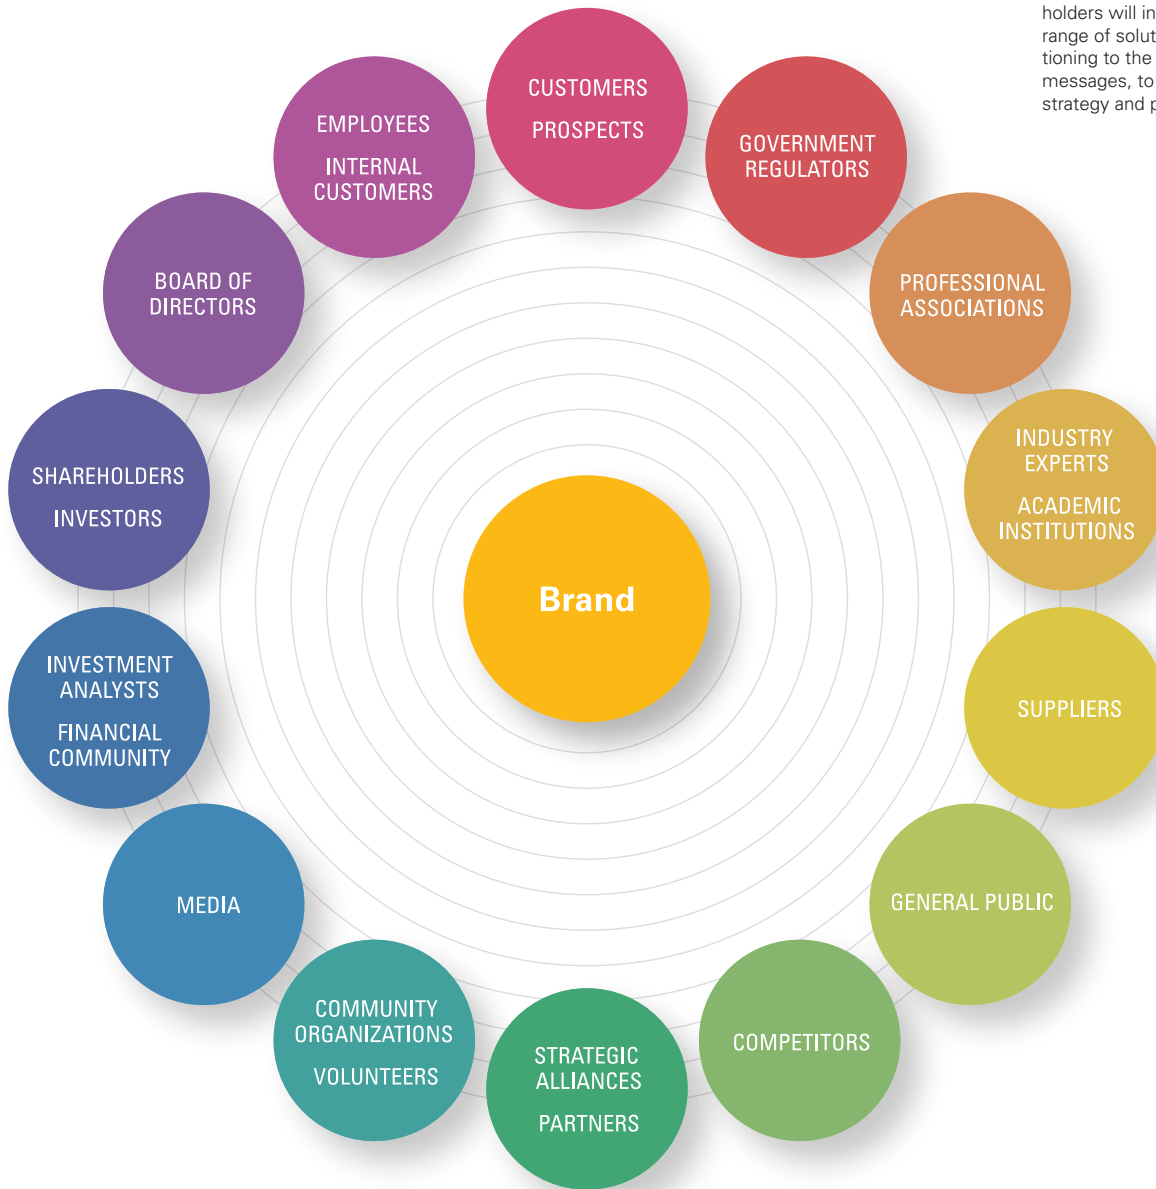 holders will in
range of solut
tioning to the
messages, to
strategy and p
CUSTOMERS
PROSPECTS
GOVERNMENT
REGULATORS
PROFESSIONAL
ASSOCIATIONS
INDUSTRY
EXPERTS
ACADEMIC
INSTITUTIONS
SUPPLIERS
GENERAL PUBLIC
COMPETITORS
STRATEGIC
ALLIANCES
PARTNERS
COMMUNITY
ORGANIZATIONS
VOLUNTEERS
MEDIA
INVESTMENT
ANALYSTS
FINANCIAL
COMMUNITY
SHAREHOLDERS
INVESTORS
BOARD OF
DIRECTORS
EMPLOYEES
INTERNAL
CUSTOMERS
Brand